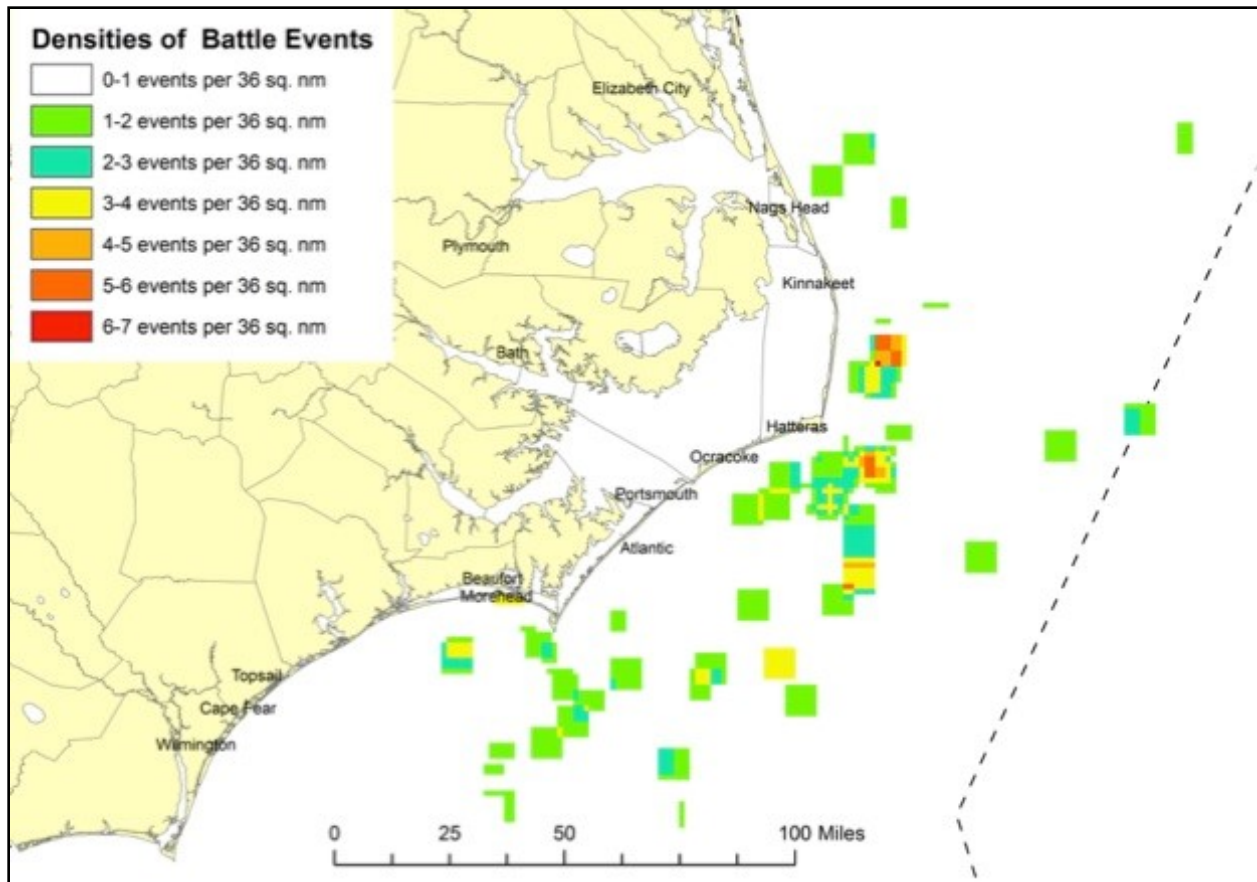 Densities of Battle Events
0-1 events per 36 sq. nm
1-2 events per 36 sq. nm
2-3 events per 36 sq. nm
3-4 events per 36 sq. nm
4-5 events per 36 sq. nm
5-6 events per 36 sq. nm
6-7 events per 36 sq. nm
Elizabeth City
Nags Head
Plymouth
Kinnakeet
Bath
Hatteras
Ocracoke
Portsmouth
Atlantic
Beaufort
Morehead
Topsail
Cape Fear
Wilmington
0 25 50 100 Miles